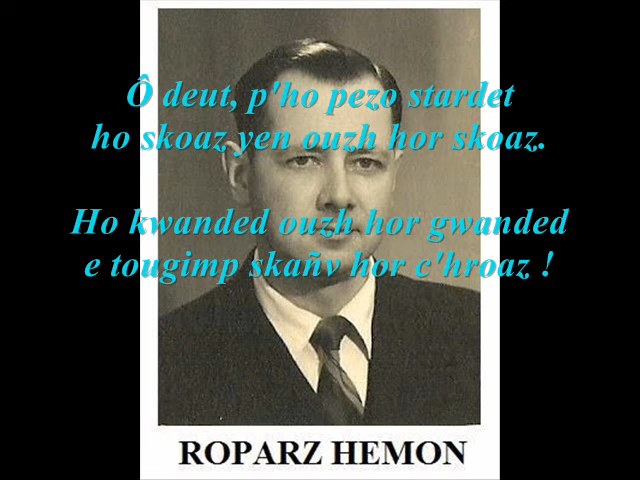 Ô deut, p'ho pezo stardet
ho skoaz yen ouzh hor skoaz.
Ho kwanded ouzh hor gwanded
e tougimp skañv hor c'hroaz !
ROPARZ HEMON